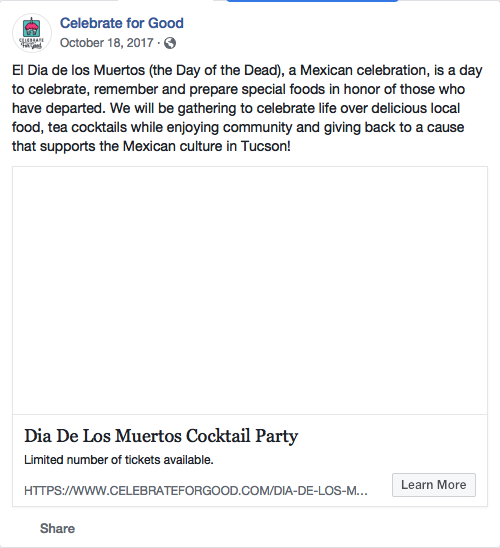 CELEBRATE
For Good
Celebrate for Good
October 18, 2017 ·
El Dia de los Muertos (the Day of the Dead), a Mexican celebration, is a day
to celebrate, remember and prepare special foods in honor of those who
have departed. We will be gathering to celebrate life over delicious local
food, tea cocktails while enjoying community and giving back to a cause
that supports the Mexican culture in Tucson!
Dia De Los Muertos Cocktail Party
Limited number of tickets available.
HTTPS://WWW.CELEBRATEFORGOOD.COM/DIA-DE-LOS-M...
Learn More
Share